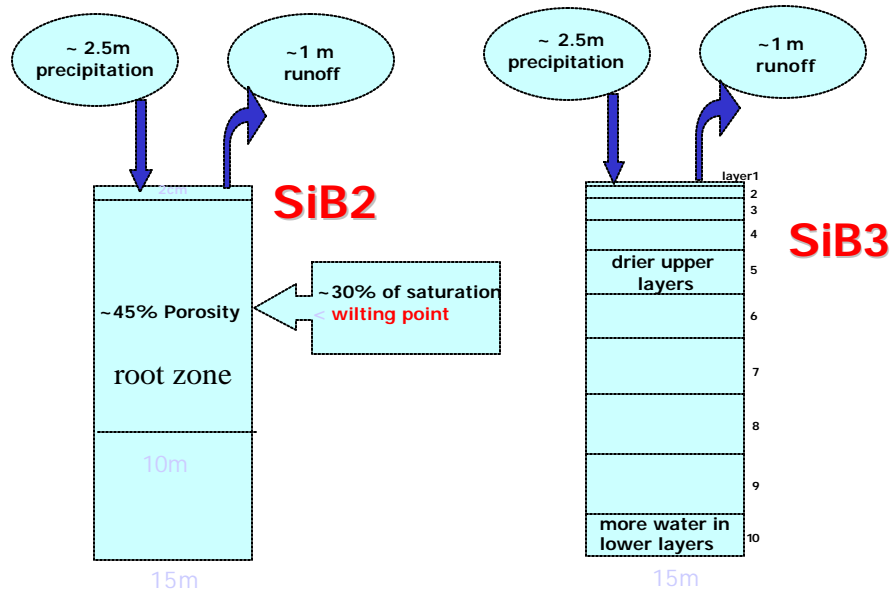 ~ 2.5m
precipitation
~1 m
runoff
2cm
SiB2
~45% Porosity
root zone
~30% of saturation
< wilting point
10m
15m
~ 2.5m
precipitation
~1 m
runoff
layer1
2
3
4
SiB3
drier upper
layers
5
6
7
8
9
more water in
lower layers
10
15m